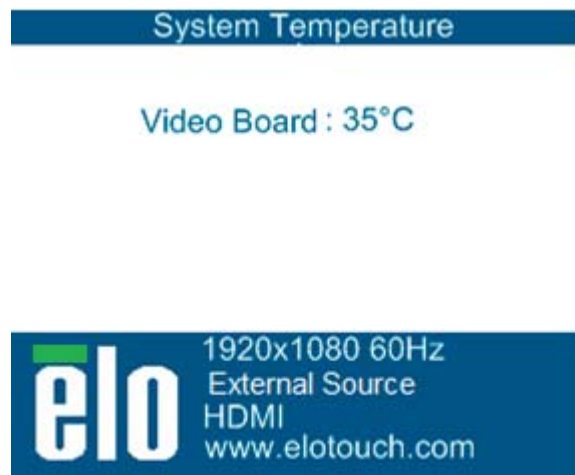 System Temperature
Video Board : 35°C
1920x1080 60Hz
External Source
HDMI
www.elotouch.com
elo